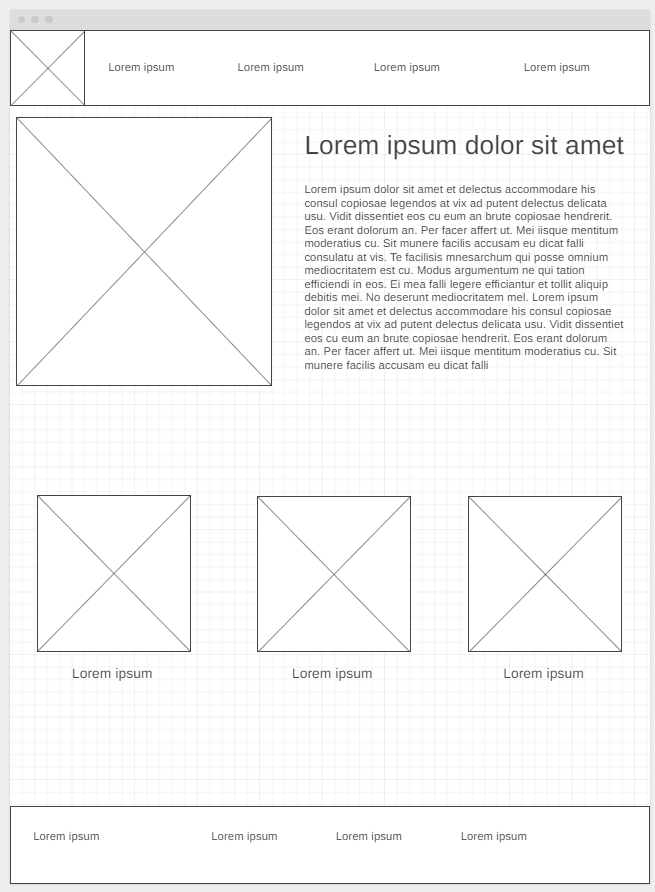 Lorem ipsum Lorem ipsum Lorem ipsum Lorem ipsum
Lorem ipsum dolor sit amet
Lorem ipsum dolor sit amet et delectus accommodare his
consul copiosae legendos at vix ad putent delectus delicata
usu. Vidit dissentiet eos cu eum an brute copiosae hendrerit.
Eos erant dolorum an. Per facer affert ut. Mei iisque mentitum
moderatius cu. Sit munere facilis accusam eu dicat falli
consulatu at vis. Te facilisis mnesarchum qui posse omnium
mediocritatem est cu. Modus argumentum ne qui tation
efficiendi in eos. Ei mea falli legere efficiantur et tollit aliquip
debitis mei. No deserunt mediocritatem mel. Lorem ipsum
dolor sit amet et delectus accommodare his consul copiosae
legendos at vix ad putent delectus delicata usu. Vidit dissentiet
eos cu eum an brute copiosae hendrerit. Eos erant dolorum
an. Per facer affert ut. Mei iisque mentitum moderatius cu. Sit
munere facilis accusam eu dicat falli
Lorem ipsum Lorem ipsum Lorem ipsum
Lorem ipsum Lorem ipsum Lorem ipsum Lorem ipsum